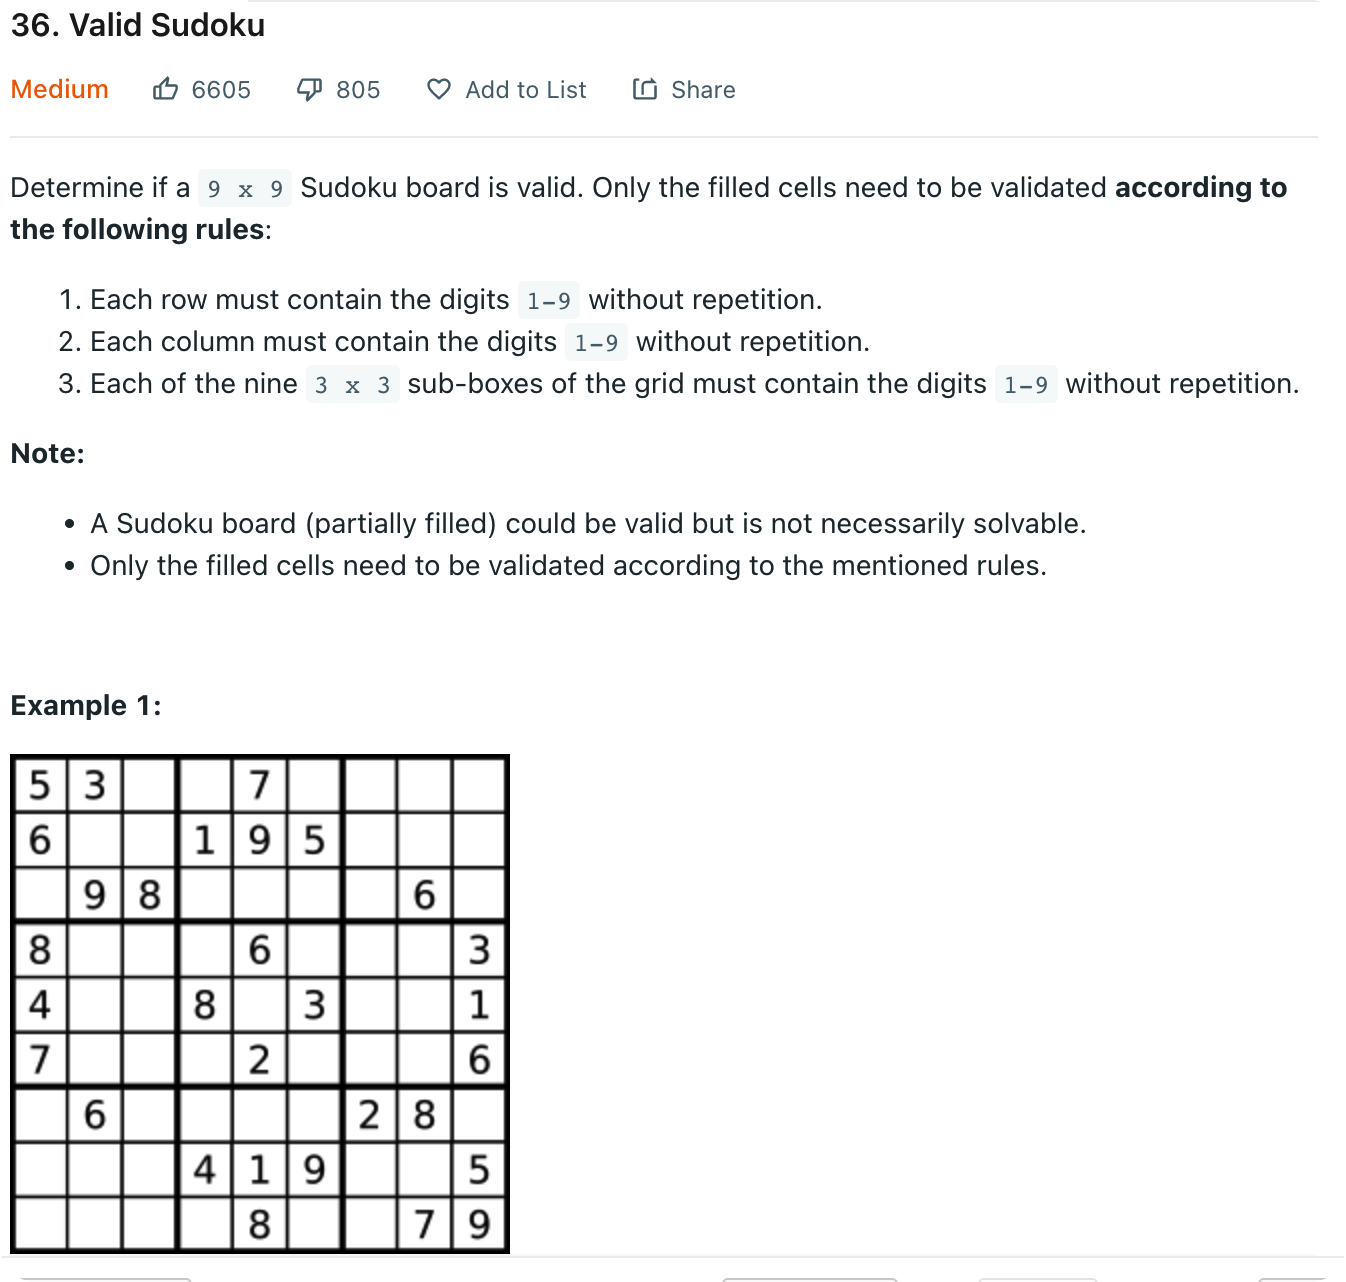 36. Valid Sudoku
Medium 6605 805 Add to List Share
Determine if a 9 x 9 Sudoku board is valid. Only the filled cells need to be validated according to
the following rules:
1. Each row must contain the digits 1-9 without repetition.
2. Each column must contain the digits 1-9 without repetition.
3. Each of the nine 3 x 3 sub-boxes of the grid must contain the digits 1-9 without repetition.
Note:
• A Sudoku board (partially filled) could be valid but is not necessarily solvable.
• Only the filled cells need to be validated according to the mentioned rules.
Example 1:
5 3 7
6 1 9 5
9 8 6
8 6 3
4 8 3 1
7 2 6
6 2 8
4 1 9 5
8 7 9